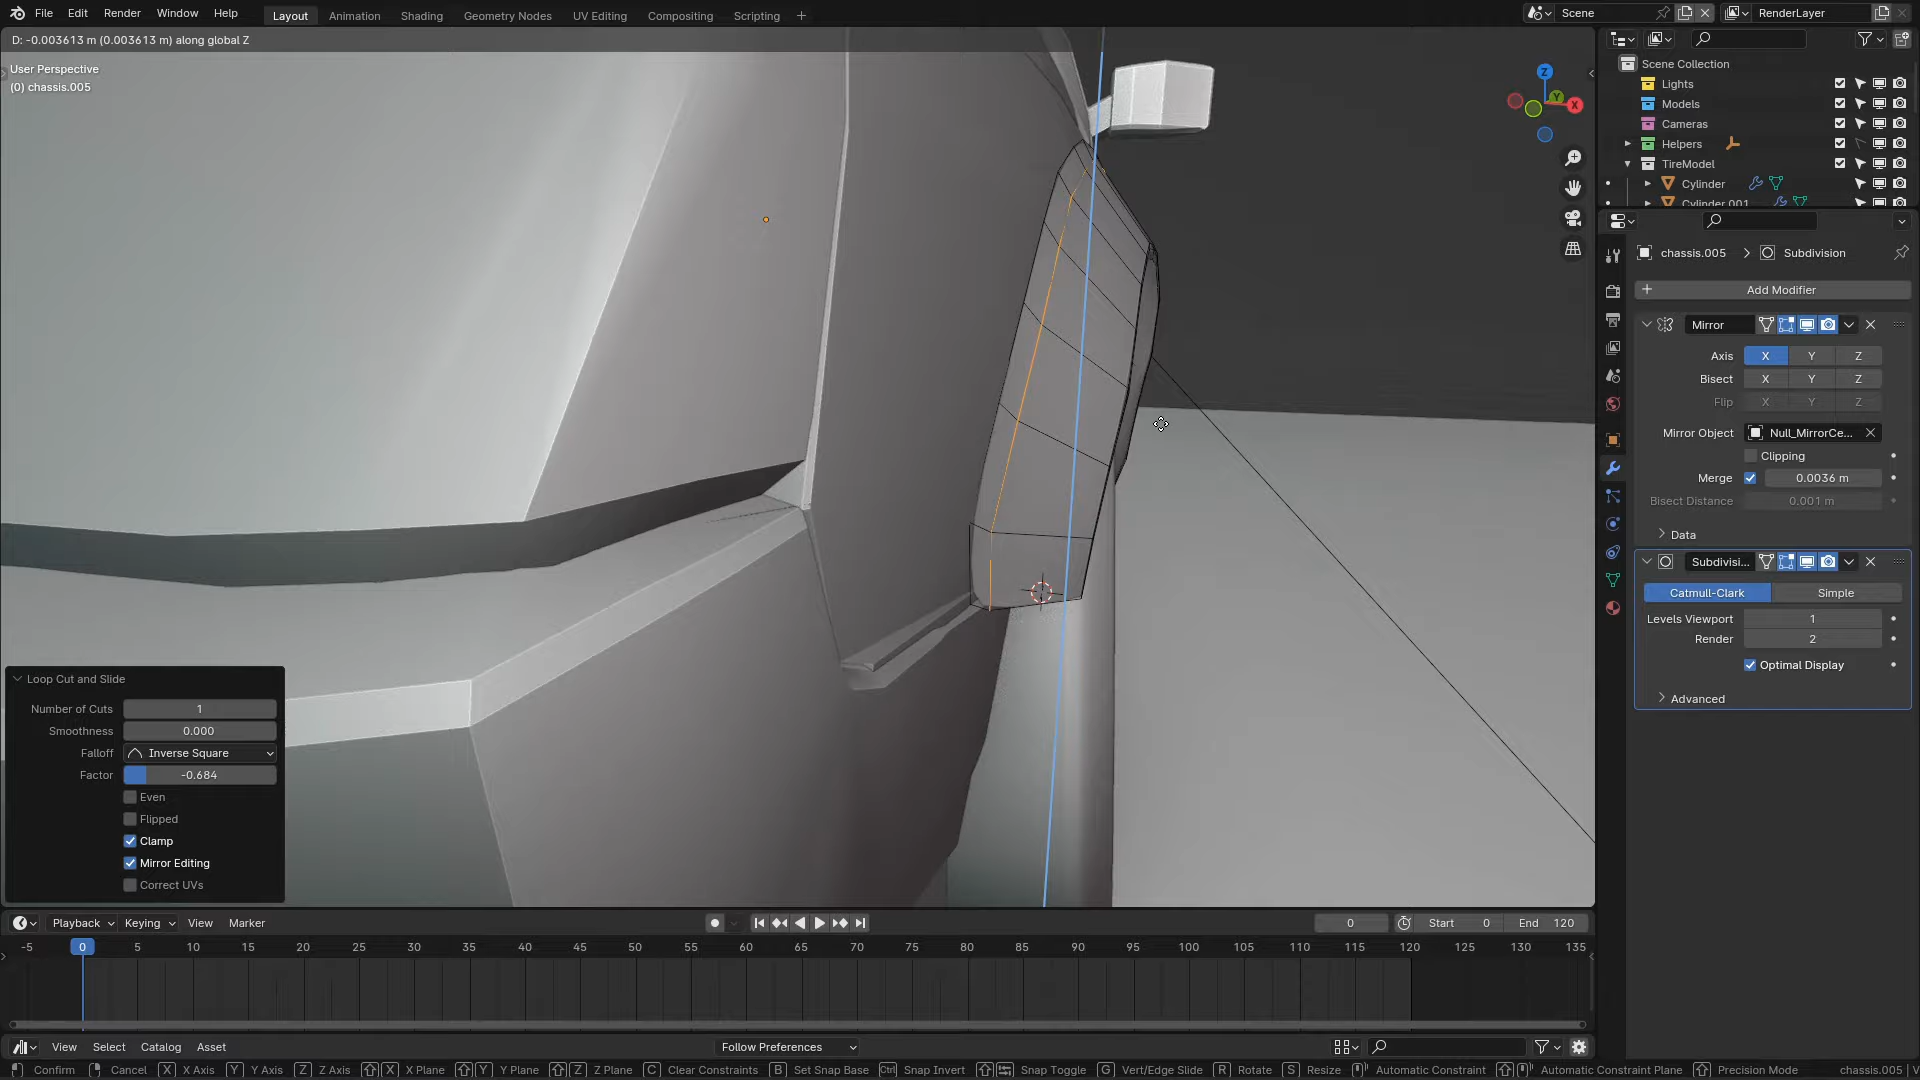 File Edit Render Window Help
Layout Animation Shading Geometry Nodes UV Editing Compositing Scripting +
Scene
RenderLayer
D: -0.003613 m (0.003613 m) along global Z
User Perspective
(0) chassis.005
Z
Y
X
Scene Collection
Lights
Models
Cameras
Helpers
TireModel
Cylinder
Cylinder.001
chassis.005 > Subdivision
+ Add Modifier
Mirror
Axis X Y Z
Bisect X Y Z
Flip X Y Z
Mirror Object Null_MirrorCe...
Clipping
Merge 0.0036 m
Bisect Distance 0.001 m
Data
Subdivisi...
Catmull-Clark Simple
Levels Viewport 1
Render 2
Optimal Display
Advanced
Loop Cut and Slide
Number of Cuts 1
Smoothness 0.000
Falloff Inverse Square
Factor -0.684
Even
Flipped
Clamp
Mirror Editing
Correct UVs
Playback Keying View Marker
0 Start 0 End 120
-5 0 5 10 15 20 25 30 35 40 45 50 55 60 65 70 75 80 85 90 95 100 105 110 115 120 125 130 135
View Select Catalog Asset Follow Preferences
Confirm Cancel X X Axis Y Y Axis Z Z Axis X X Plane Y Y Plane Z Z Plane C Clear Constraints B Set Snap Base Ctrl Snap Invert Snap Toggle G Vert/Edge Slide R Rotate S Resize Automatic Constraint Automatic Constraint Plane Precision Mode chassis.005 | V